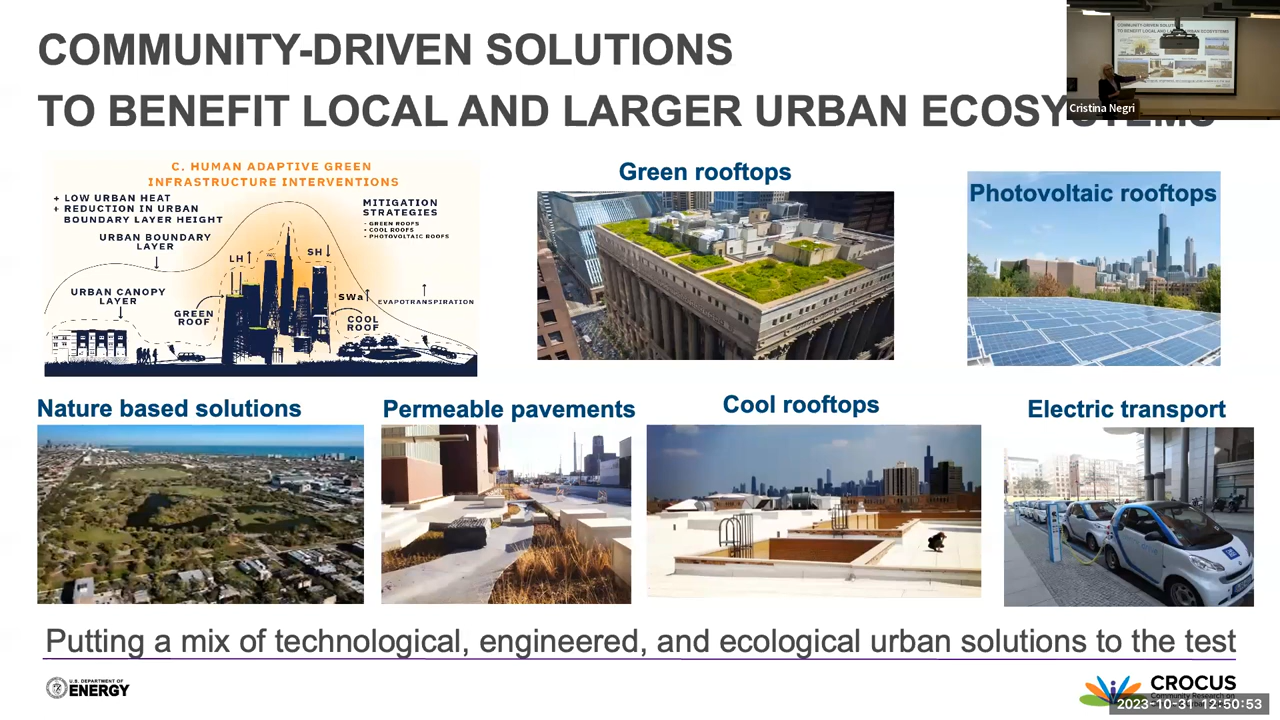 COMMUNITY-DRIVEN SOLUTIONS
TO BENEFIT LOCAL AND LARGER URBAN ECOSYSTEMS
Cristina Negri
C. HUMAN ADAPTIVE GREEN
INFRASTRUCTURE INTERVENTIONS
+ LOW URBAN HEAT
+ REDUCTION IN URBAN
BOUNDARY LAYER HEIGHT
MITIGATION
STRATEGIES
- GREEN ROOFS
- COOL ROOFS
- PHOTOVOLTAIC ROOFS
URBAN BOUNDARY
LAYER
LH
SH
URBAN CANOPY
LAYER
SWa
EVAPOTRANSPIRATION
GREEN
ROOF
COOL
ROOF
Green rooftops
Photovoltaic rooftops
Nature based solutions
Permeable pavements
Cool rooftops
Electric transport
Putting a mix of technological, engineered, and ecological urban solutions to the test
U.S. DEPARTMENT OF
ENERGY
CROCUS
Community Research on
2023-10-31 12:50:53